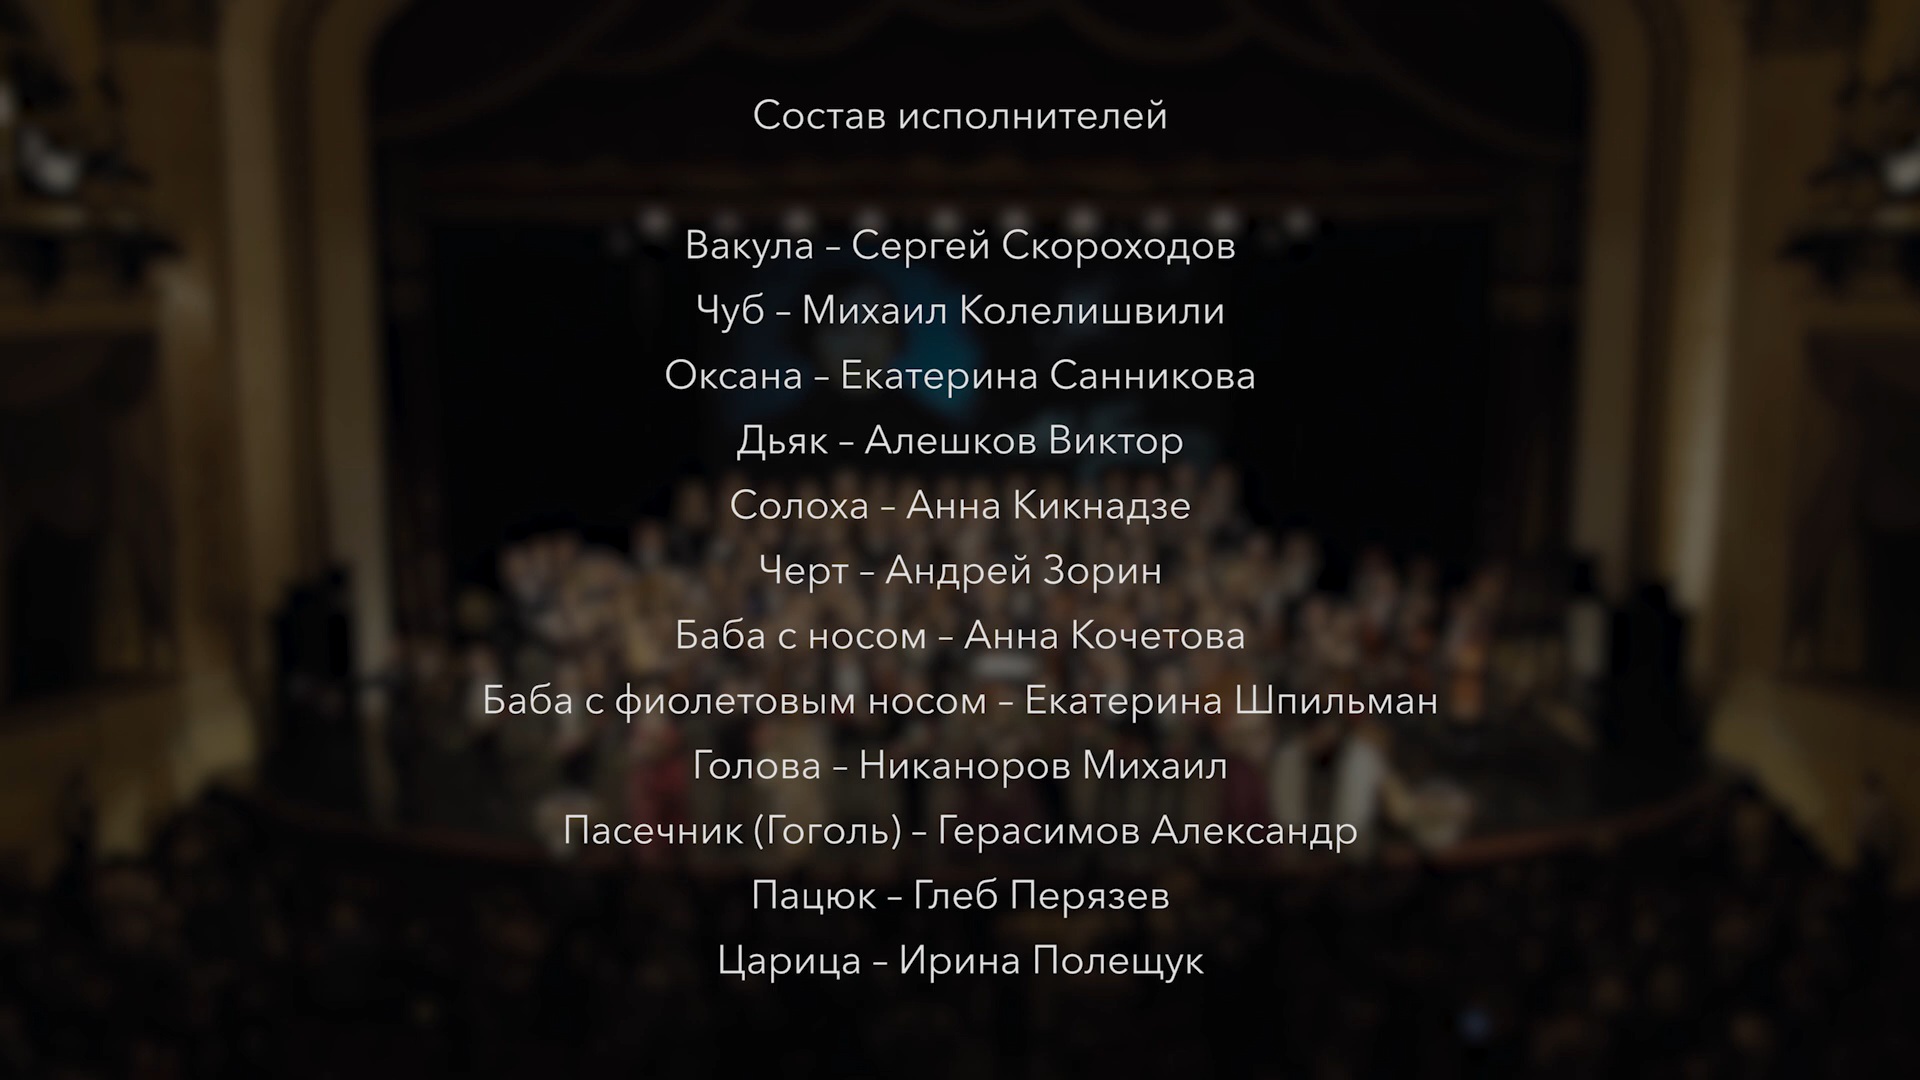 Состав исполнителей
Вакула – Сергей Скороходов
Чуб – Михаил Колелишвили
Оксана – Екатерина Санникова
Дьяк – Алешков Виктор
Солоха – Анна Кикнадзе
Черт – Андрей Зорин
Баба с носом – Анна Кочетова
Баба с фиолетовым носом – Екатерина Шпильман
Голова – Никаноров Михаил
Пасечник (Гоголь) – Герасимов Александр
Пацюк – Глеб Перязев
Царица – Ирина Полещук